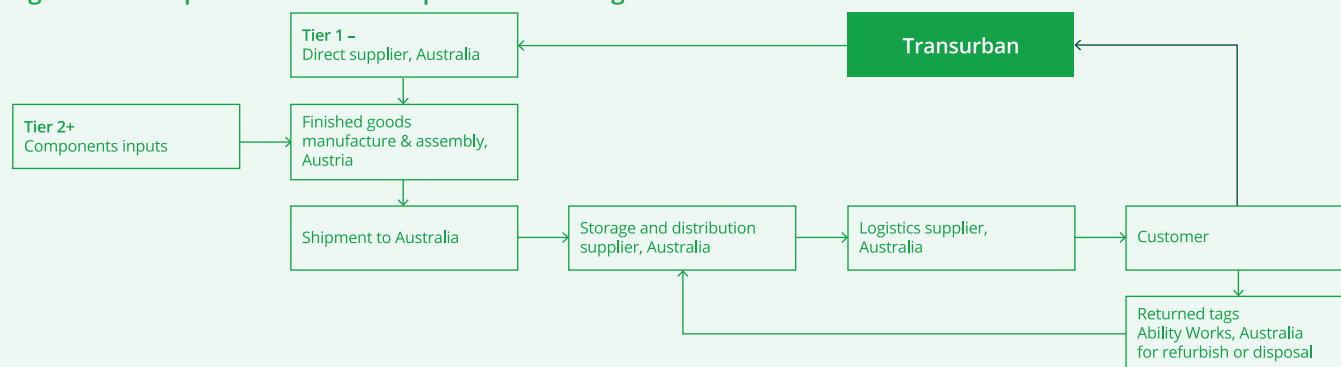 Tier 1 –
Direct supplier, Australia
Transurban
Tier 2+
Components inputs
Finished goods
manufacture & assembly,
Austria
Shipment to Australia
Storage and distribution
supplier, Australia
Logistics supplier,
Australia
Customer
Returned tags
Ability Works, Australia
for refurbish or disposal